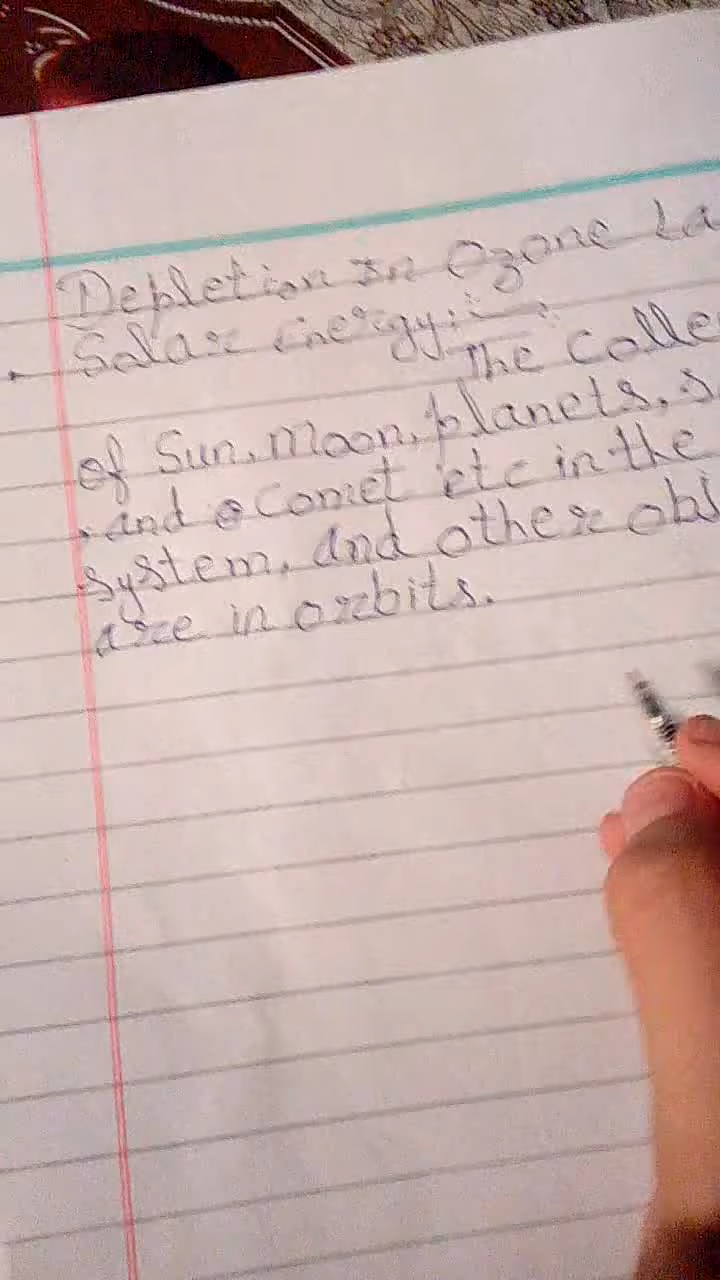 Depletion In Ozone La
Solar Energy:-
The colle
of Sun, Moon, planets, s
and comet etc in the
system, and other obj
are in orbits.